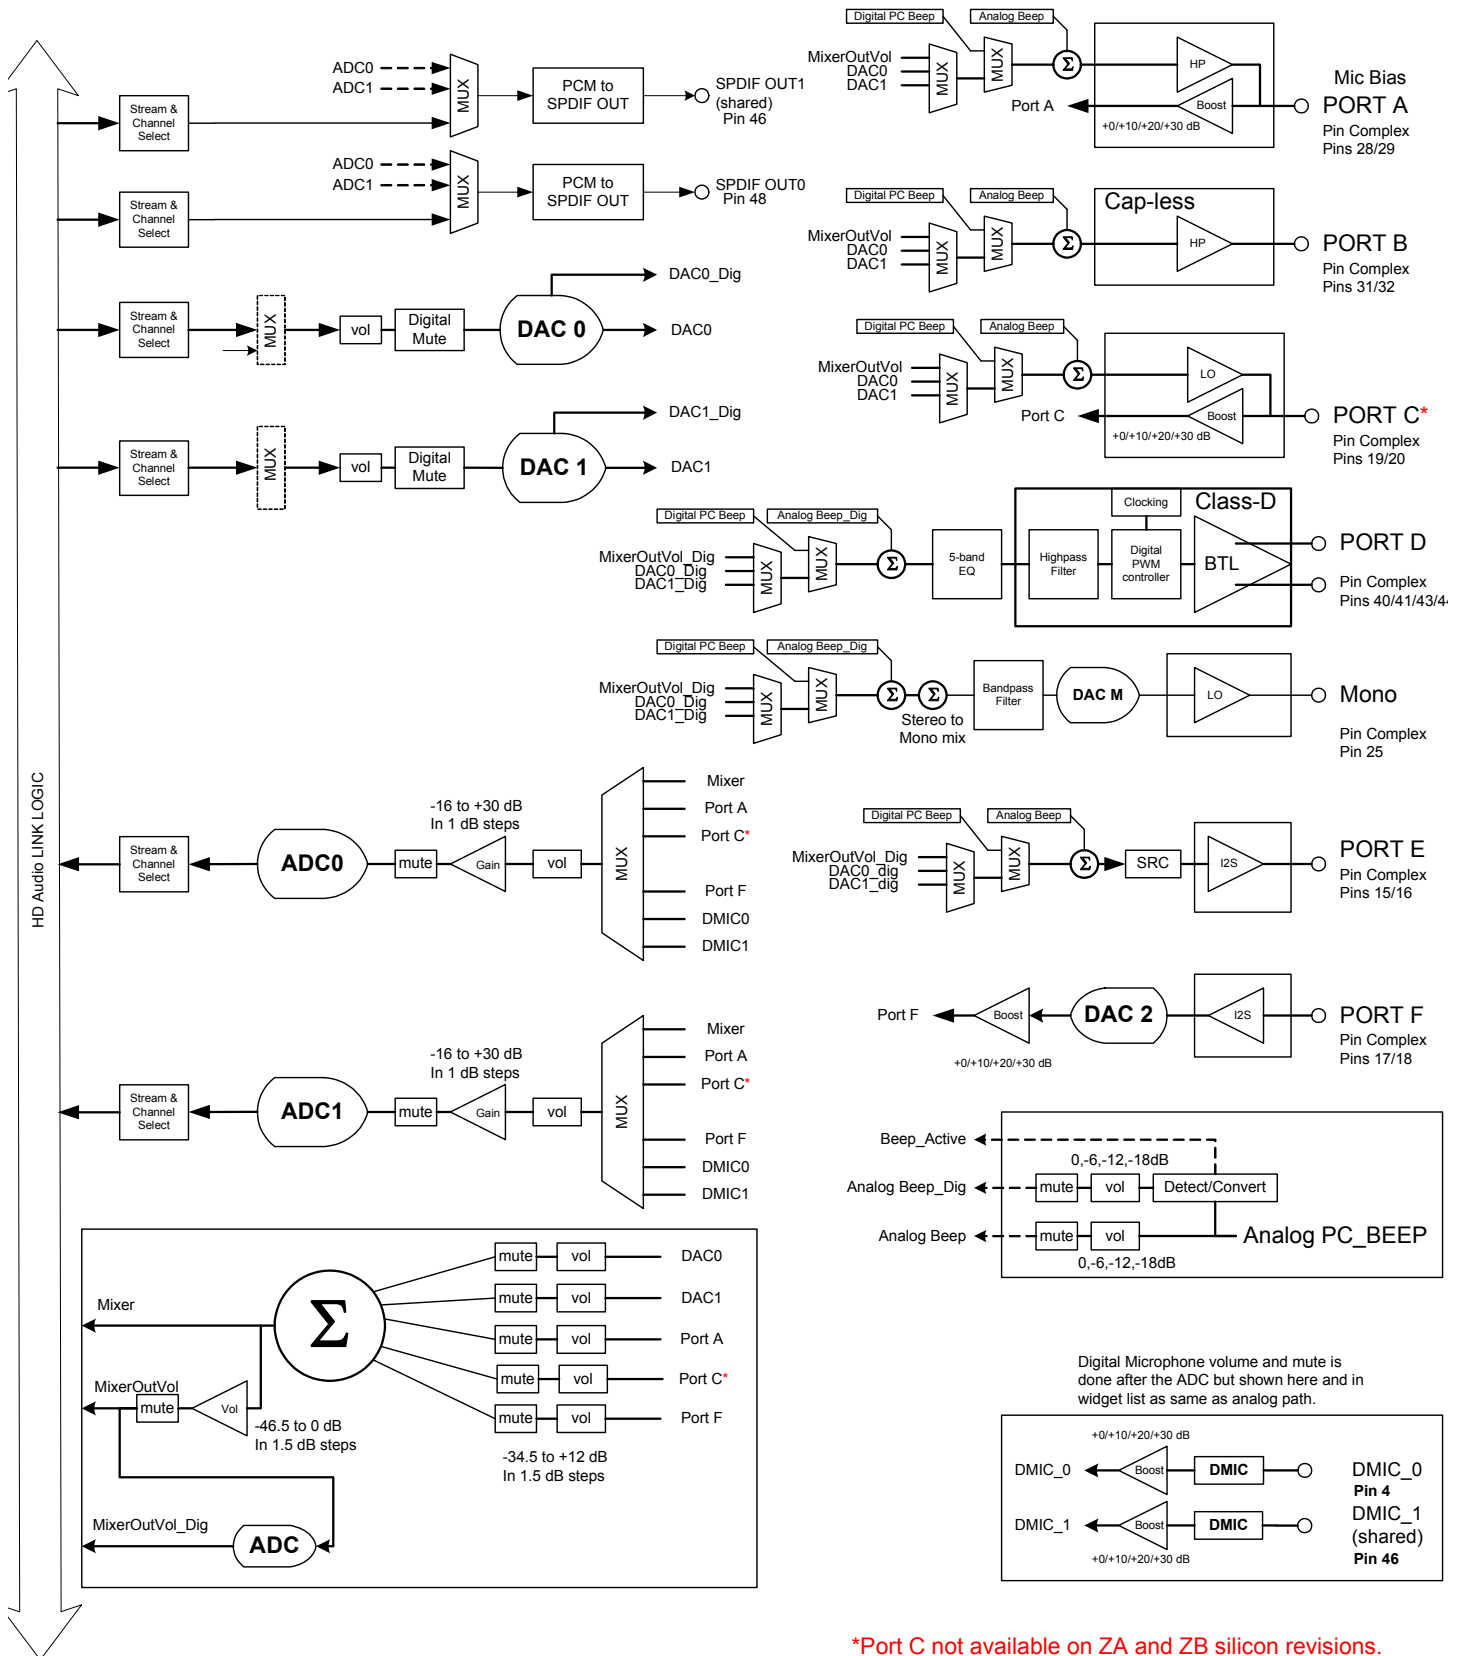 HD Audio LINK LOGIC
ADC0
ADC1
Stream &
Channel
Select
MUX
PCM to
SPDIF OUT
SPDIF OUT1
(shared)
Pin 46
ADC0
ADC1
Stream &
Channel
Select
MUX
PCM to
SPDIF OUT
SPDIF OUT0
Pin 48
Stream &
Channel
Select
MUX
vol
Digital
Mute
DAC 0
DAC0_Dig
DAC0
Stream &
Channel
Select
MUX
vol
Digital
Mute
DAC 1
DAC1_Dig
DAC1
Digital PC Beep
Analog Beep
MixerOutVol
DAC0
DAC1
MUX
MUX
Σ
HP
Port A
Boost
+0/+10/+20/+30 dB
Mic Bias
PORT A
Pin Complex
Pins 28/29
Digital PC Beep
Analog Beep
MixerOutVol
DAC0
DAC1
MUX
MUX
Σ
Cap-less
HP
PORT B
Pin Complex
Pins 31/32
Digital PC Beep
Analog Beep
MixerOutVol
DAC0
DAC1
MUX
MUX
Σ
LO
Port C
Boost
+0/+10/+20/+30 dB
PORT C*
Pin Complex
Pins 19/20
Digital PC Beep
Analog Beep_Dig
MixerOutVol_Dig
DAC0_Dig
DAC1_Dig
MUX
MUX
Σ
5-band
EQ
Highpass
Filter
Clocking
Digital
PWM
controller
Class-D
BTL
PORT D
Pin Complex
Pins 40/41/43/44
Digital PC Beep
Analog Beep_Dig
MixerOutVol_Dig
DAC0_Dig
DAC1_Dig
MUX
MUX
Σ
Σ
Stereo to
Mono mix
Bandpass
Filter
DAC M
LO
Mono
Pin Complex
Pin 25
Stream &
Channel
Select
ADC0
mute
-16 to +30 dB
In 1 dB steps
Gain
vol
MUX
Mixer
Port A
Port C*
Port F
DMIC0
DMIC1
Digital PC Beep
Analog Beep
MixerOutVol_Dig
DAC0_dig
DAC1_dig
MUX
MUX
Σ
SRC
I2S
PORT E
Pin Complex
Pins 15/16
Port F
Boost
+0/+10/+20/+30 dB
DAC 2
I2S
PORT F
Pin Complex
Pins 17/18
Stream &
Channel
Select
ADC1
mute
-16 to +30 dB
In 1 dB steps
Gain
vol
MUX
Mixer
Port A
Port C*
Port F
DMIC0
DMIC1
Beep_Active
0,-6,-12,-18dB
Analog Beep_Dig
mute
vol
Detect/Convert
Analog Beep
mute
vol
Analog PC_BEEP
0,-6,-12,-18dB
Mixer
Σ
mute
vol
DAC0
mute
vol
DAC1
mute
vol
Port A
mute
vol
Port C*
mute
vol
Port F
-34.5 to +12 dB
In 1.5 dB steps
MixerOutVol
mute
Vol
-46.5 to 0 dB
In 1.5 dB steps
MixerOutVol_Dig
ADC
Digital Microphone volume and mute is
done after the ADC but shown here and in
widget list as same as analog path.
+0/+10/+20/+30 dB
DMIC_0
Boost
DMIC
DMIC_0
Pin 4
DMIC_1
Boost
DMIC
DMIC_1
(shared)
Pin 46
+0/+10/+20/+30 dB
*Port C not available on ZA and ZB silicon revisions.